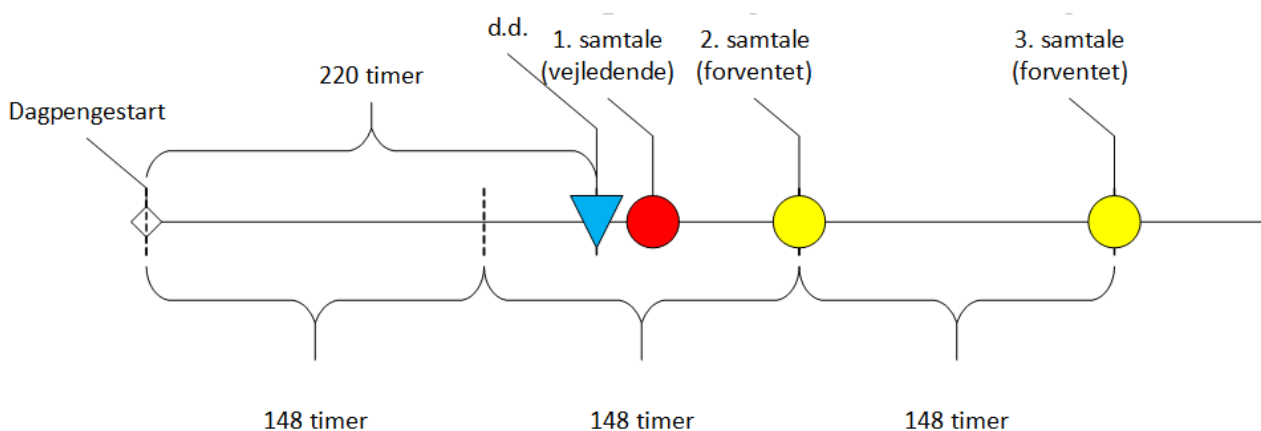 d.d.
1. samtale
(vejledende)
2. samtale
(forventet)
3. samtale
(forventet)
220 timer
Dagpengestart
148 timer
148 timer
148 timer